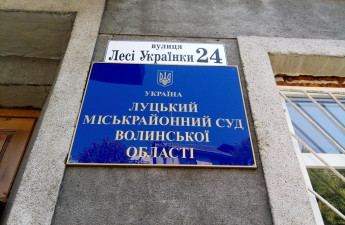 вулиця
Лесі Українки 24
УКРАЇНА
ЛУЦЬКИЙ
МІСЬКРАЙОННИЙ СУД
ВОЛИНСЬКОЇ
ОБЛАСТІ